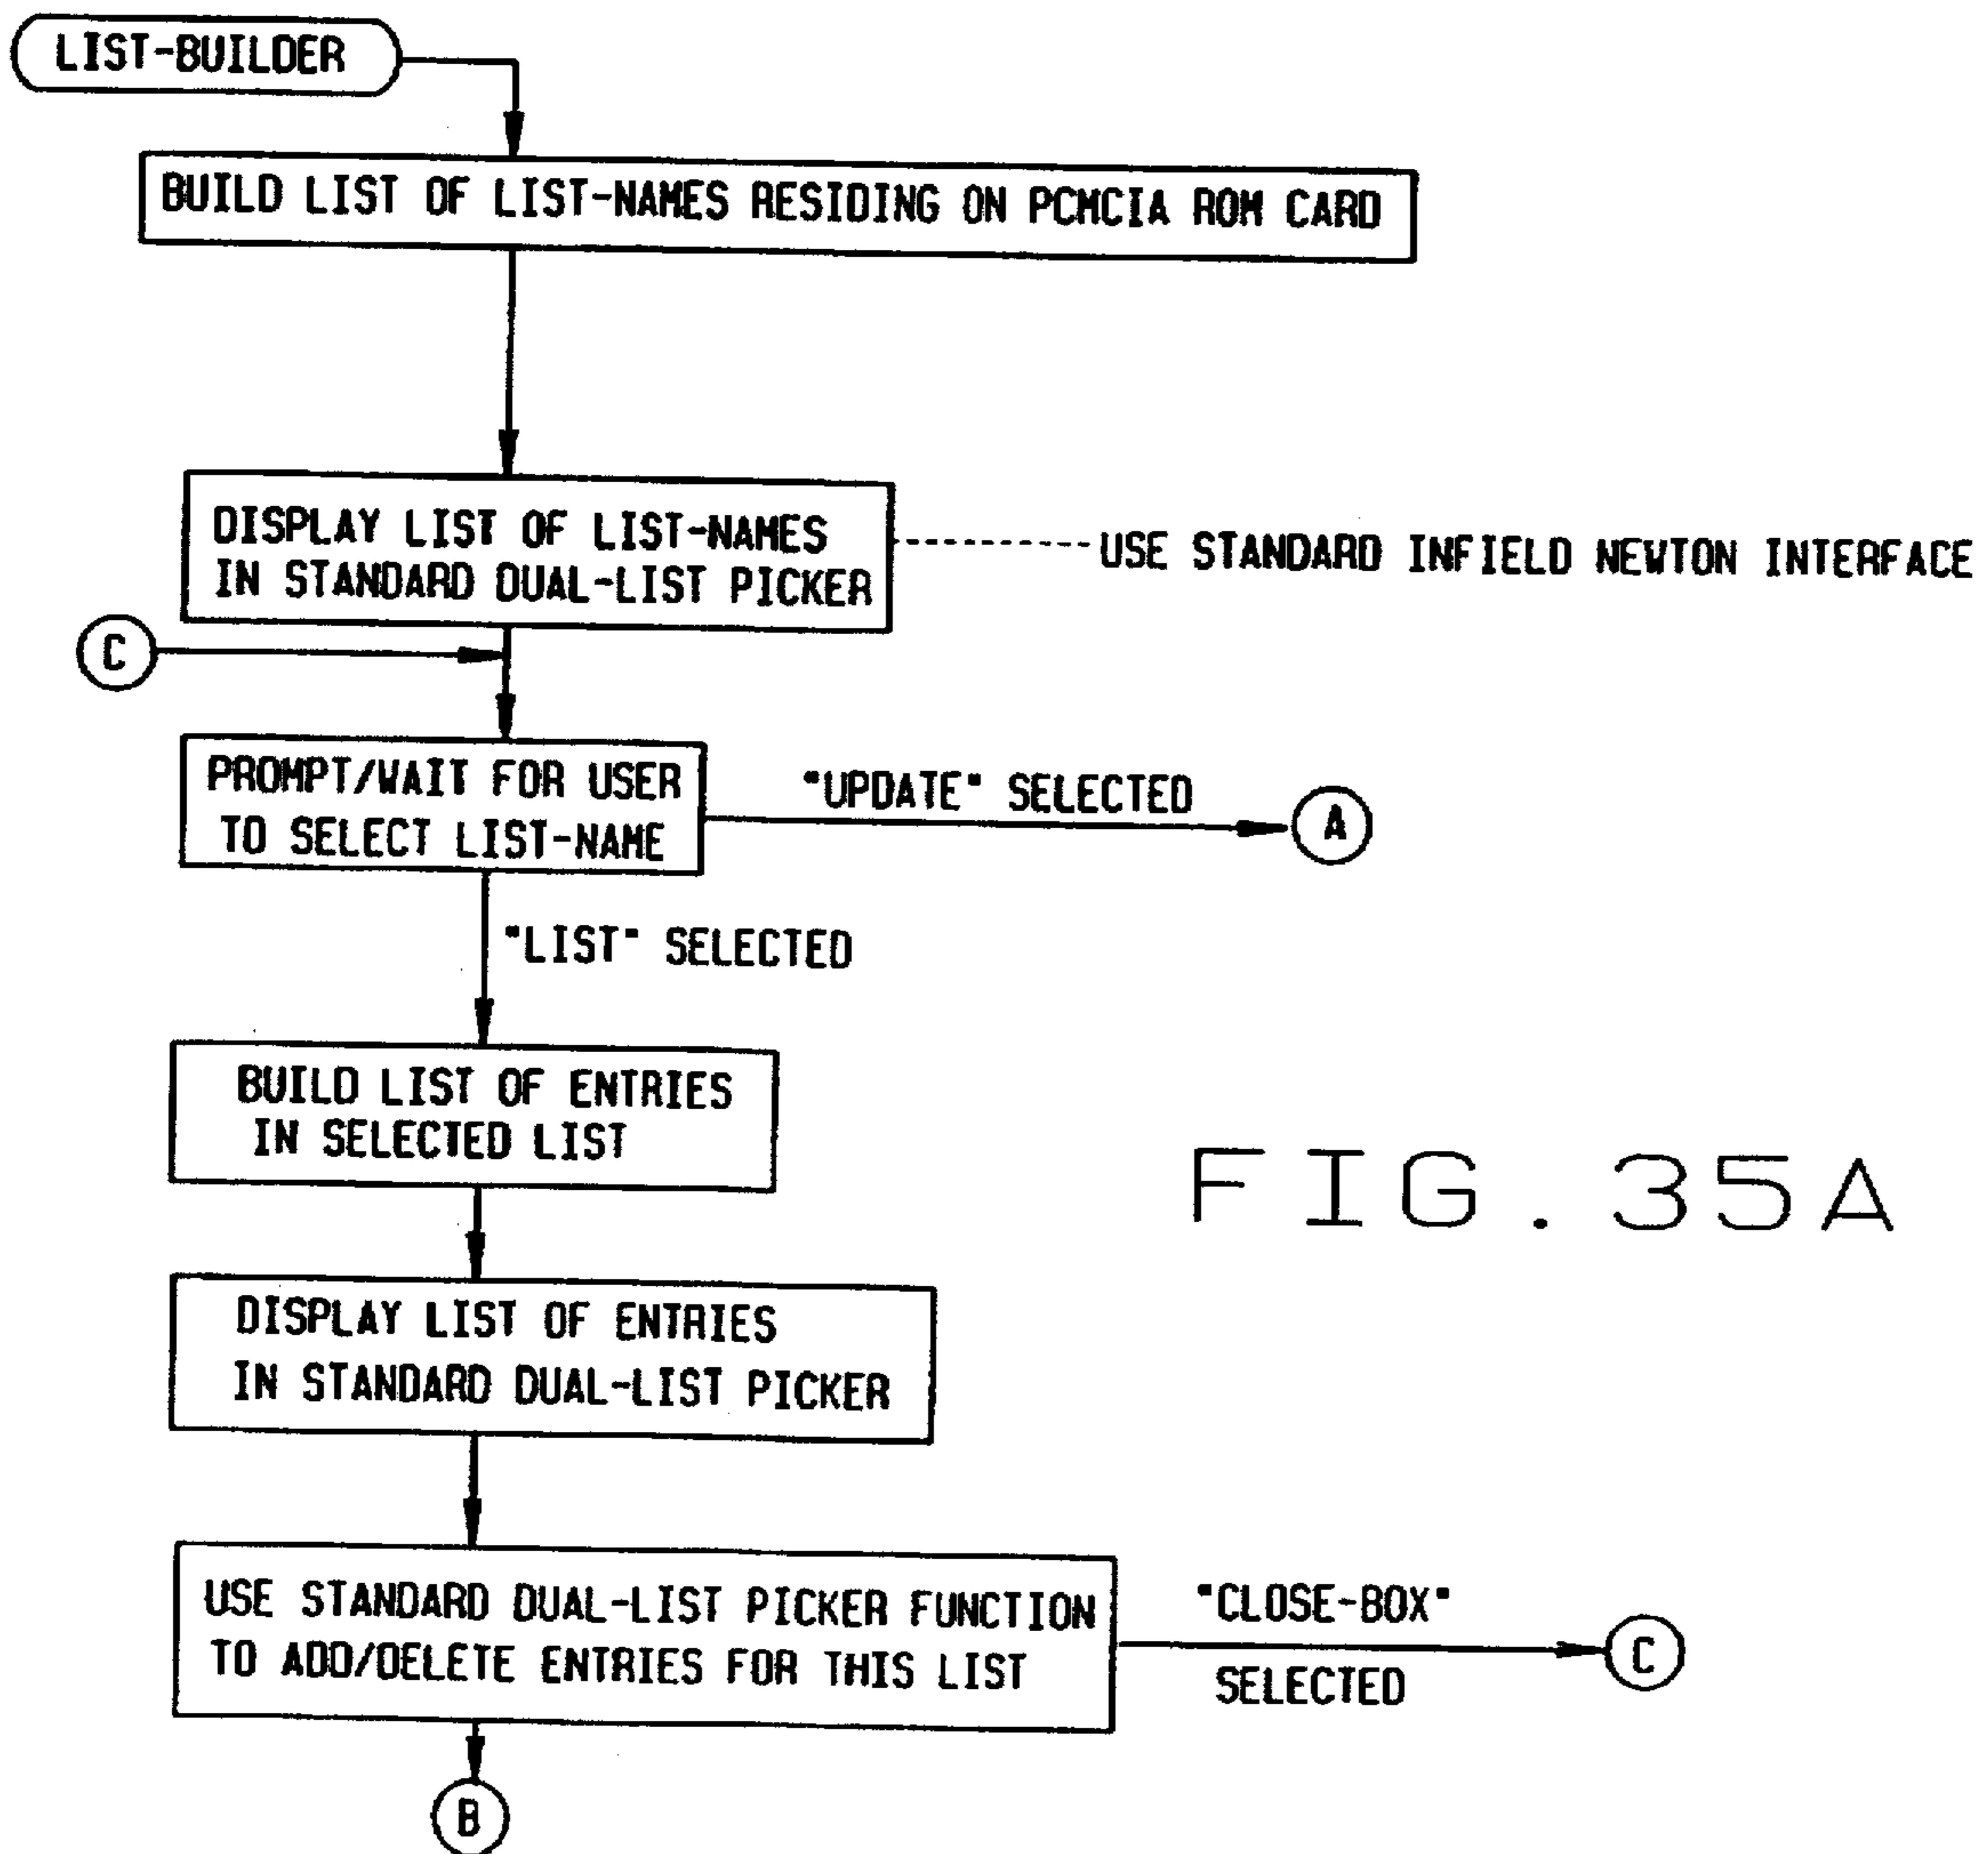 LIST-BUILDER
BUILD LIST OF LIST-NAMES RESIDING ON PCMCIA ROM CARD
DISPLAY LIST OF LIST-NAMES
IN STANDARD DUAL-LIST PICKER
USE STANDARD INFIELD NEWTON INTERFACE
C
PROMPT/WAIT FOR USER
TO SELECT LIST-NAME
"UPDATE" SELECTED
A
"LIST" SELECTED
BUILD LIST OF ENTRIES
IN SELECTED LIST
FIG. 35A
DISPLAY LIST OF ENTRIES
IN STANDARD DUAL-LIST PICKER
USE STANDARD DUAL-LIST PICKER FUNCTION
TO ADD/DELETE ENTRIES FOR THIS LIST
"CLOSE-BOX"
SELECTED
C
B